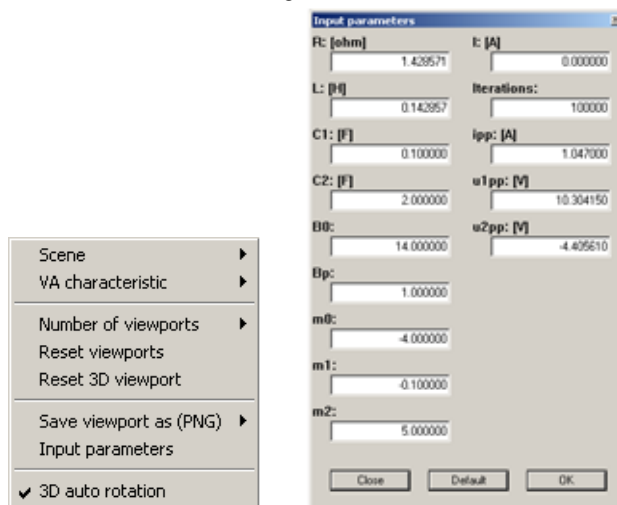 Scene
VA characteristic
Number of viewports
Reset viewports
Reset 3D viewport
Save viewport as (PNG)
Input parameters
3D auto rotation
Input parameters
R: [ohm]
1.428571
L: [H]
0.142857
C1: [F]
0.100000
C2: [F]
2.000000
B0:
14.000000
Bp:
1.000000
m0:
-4.000000
m1:
-0.100000
m2:
5.000000
I: [A]
0.000000
Iterations:
100000
ipp: [A]
1.047000
u1pp: [V]
10.304150
u2pp: [V]
-4.405610
Close
Default
OK